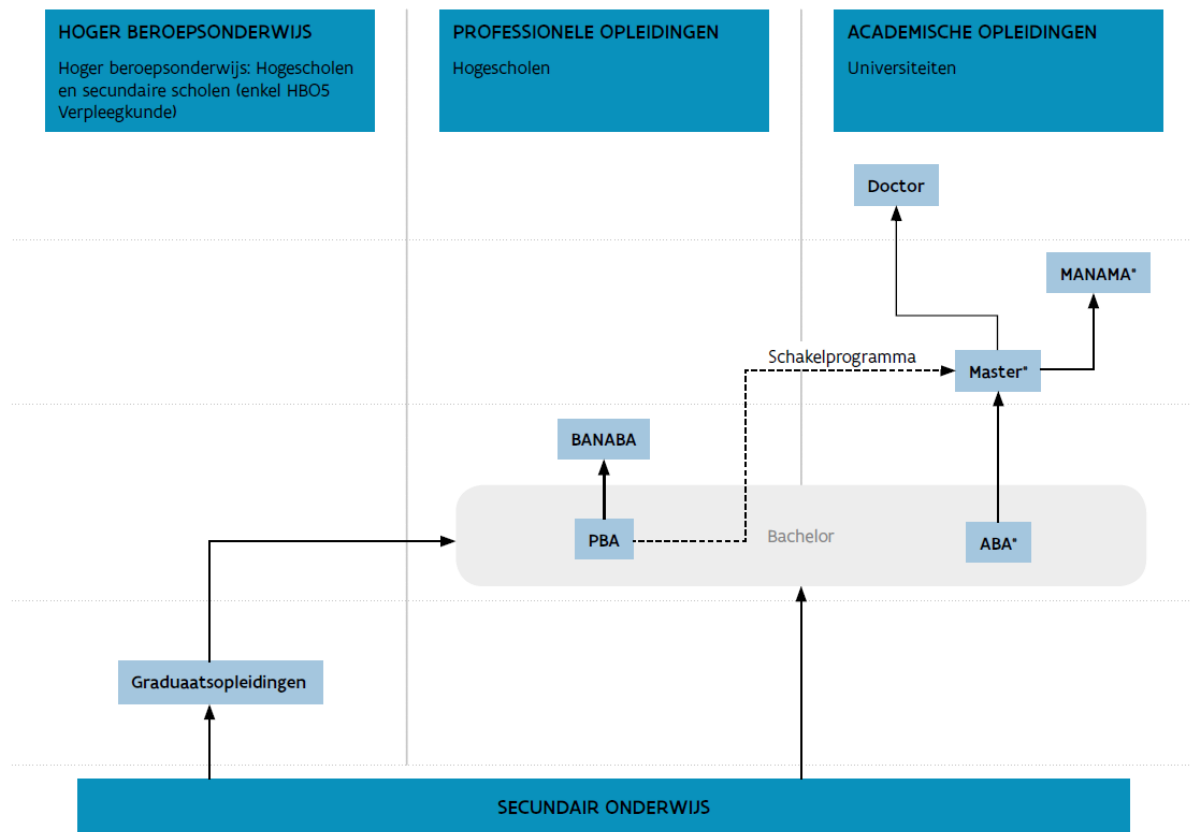 HOGER BEROEPSONDERWIJS
Hoger beroepsonderwijs: Hogescholen
en secundaire scholen (enkel HBO5
Verpleegkunde)
PROFESSIONELE OPLEIDINGEN
Hogescholen
ACADEMISCHE OPLEIDINGEN
Universiteiten
Doctor
MANAMA*
Schakelprogramma
Master*
BANABA
PBA
Bachelor
ABA*
Graduaatsopleidingen
SECUNDAIR ONDERWIJS